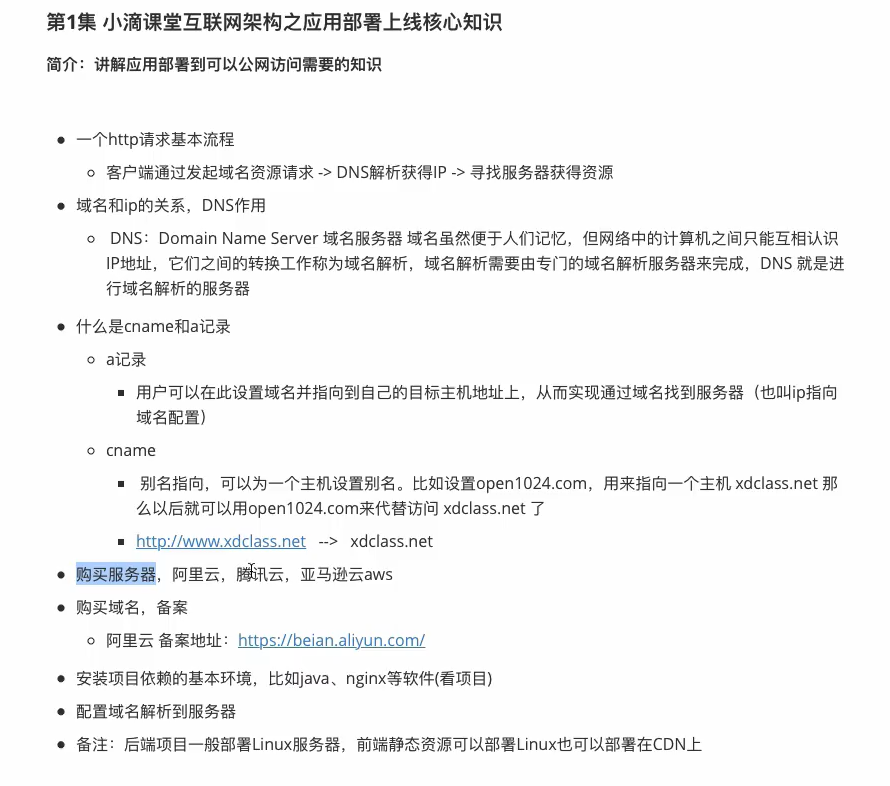 第1集 小滴课堂互联网架构之应用部署上线核心知识
简介：讲解应用部署到可以公网访问需要的知识
一个http请求基本流程
客户端通过发起域名资源请求 -> DNS解析获得IP -> 寻找服务器获得资源
域名和ip的关系，DNS作用
DNS：Domain Name Server 域名服务器 域名虽然便于人们记忆，但网络中的计算机之间只能互相认识
IP地址，它们之间的转换工作称为域名解析，域名解析需要由专门的域名解析服务器来完成，DNS 就是进
行域名解析的服务器
什么是cname和a记录
a记录
用户可以在此设置域名并指向到自己的目标主机地址上，从而实现通过域名找到服务器（也叫ip指向
域名配置）
cname
别名指向，可以为一个主机设置别名。比如设置open1024.com，用来指向一个主机 xdclass.net 那
么以后就可以用open1024.com来代替访问 xdclass.net 了
http://www.xdclass.net --> xdclass.net
购买服务器，阿里云，腾讯云，亚马逊云aws
购买域名，备案
阿里云 备案地址：https://beian.aliyun.com/
安装项目依赖的基本环境，比如java、nginx等软件(看项目)
配置域名解析到服务器
备注：后端项目一般部署Linux服务器，前端静态资源可以部署Linux也可以部署在CDN上